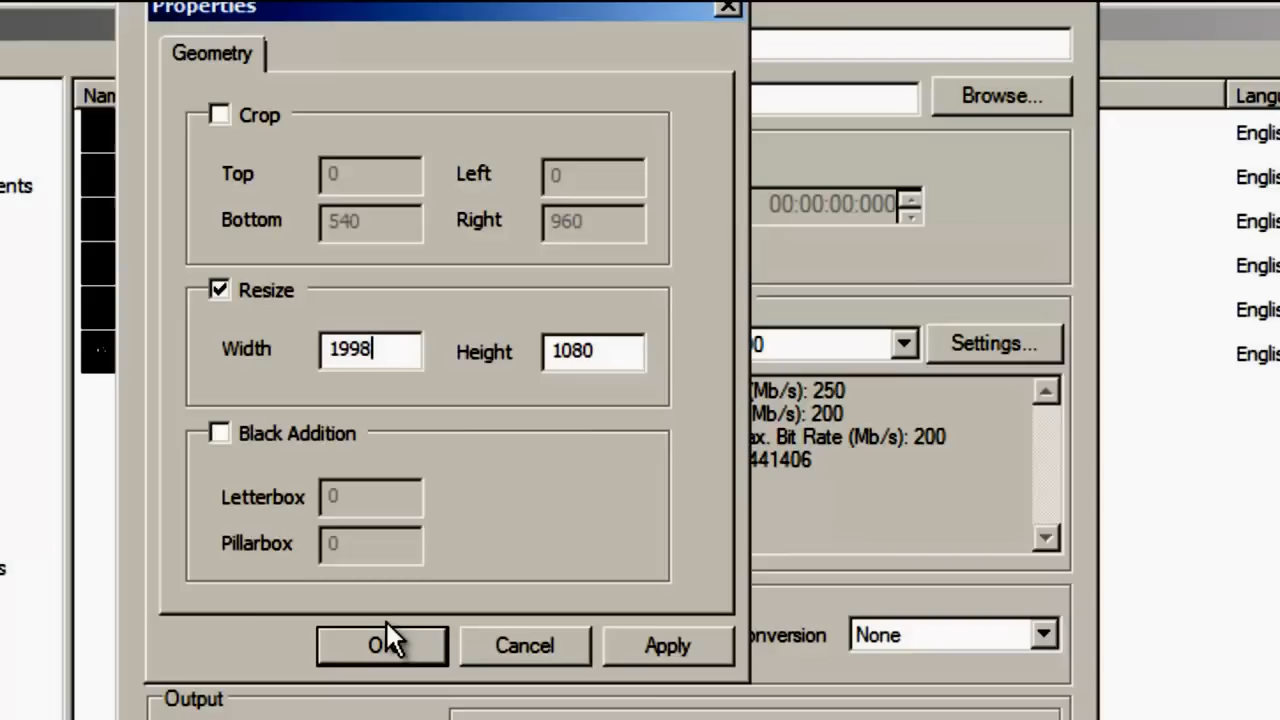 Properties
Geometry
Crop
Top 0 Left 0
Bottom 540 Right 960
Resize
Width 1998 Height 1080
Black Addition
Letterbox 0
Pillarbox 0
Cancel Apply
Browse...
00:00:00:000
0 Settings...
(Mb/s): 250
(Mb/s): 200
ax. Bit Rate (Mb/s): 200
441406
onversion None
Output
Nam
ents
s
Langu
Englis
Englis
Englis
Englis
Englis
Englis